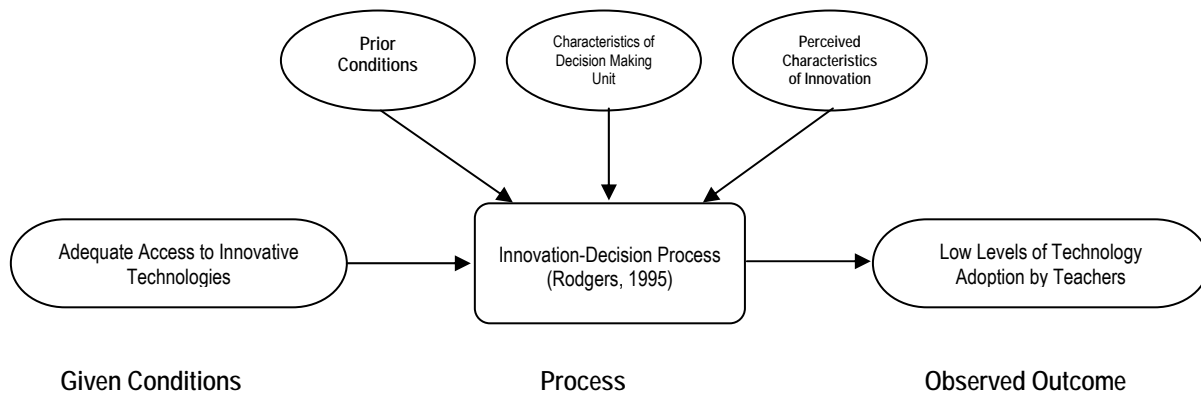 Prior
Conditions
Characteristics of
Decision Making
Unit
Perceived
Characteristics
of Innovation
Adequate Access to Innovative
Technologies
Innovation-Decision Process
(Rodgers, 1995)
Low Levels of Technology
Adoption by Teachers
Given Conditions
Process
Observed Outcome